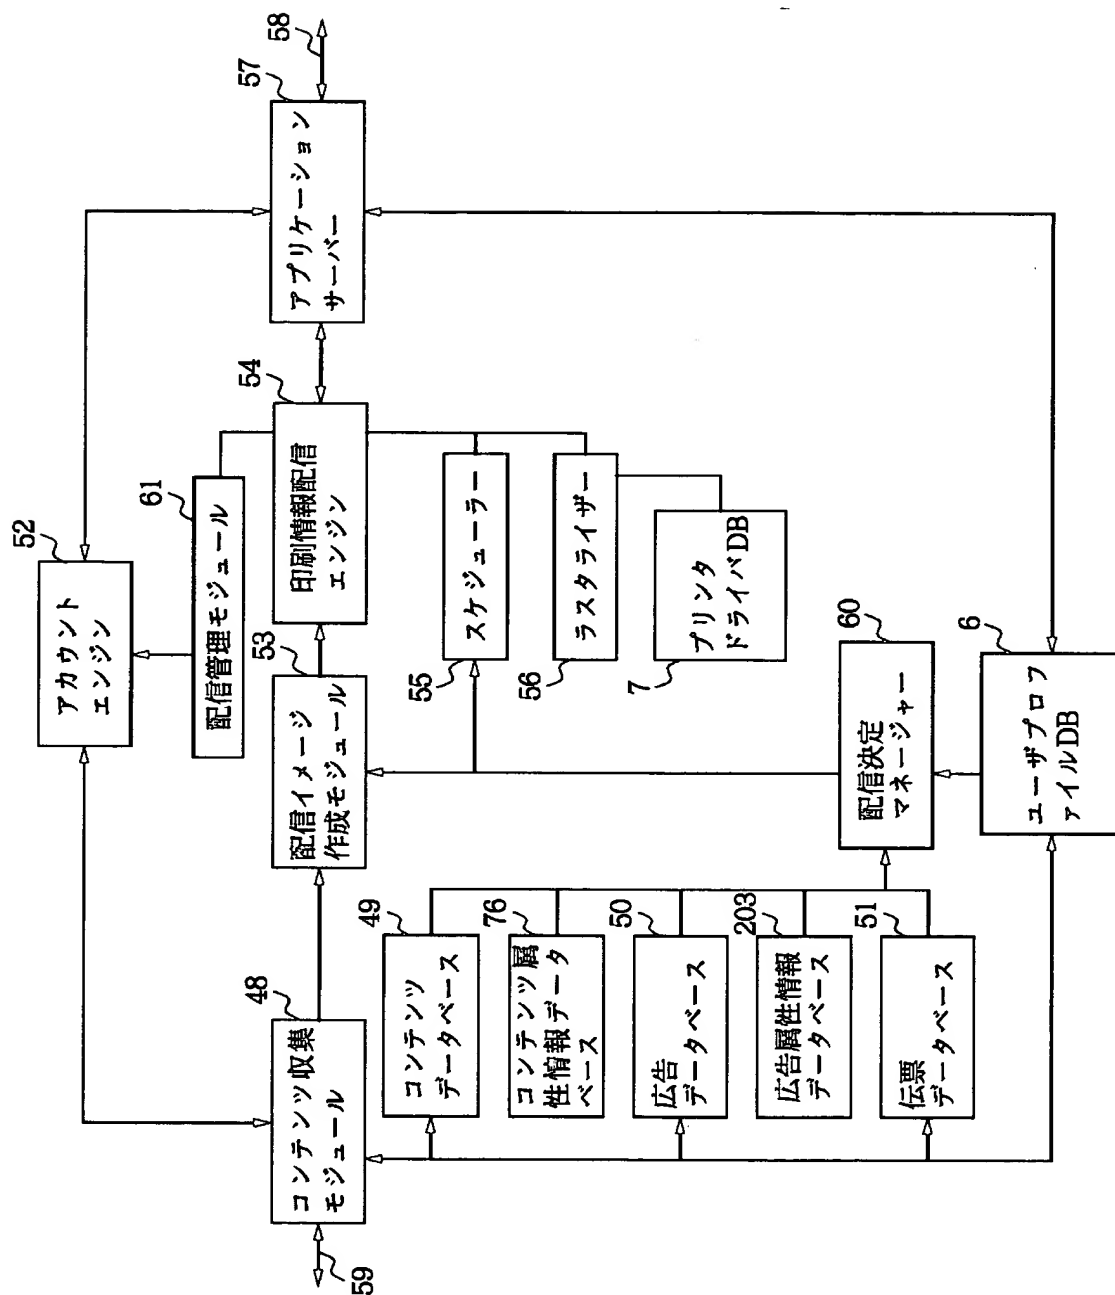 52
アカウント
エンジン
61
配信管理モジュール
48
コンテンツ収集
モジュール
59
53
配信イメージ
作成モジュール
54
印刷情報配信
エンジン
57
アプリケーション
サーバー
58
49
コンテンツ
データベース
76
コンテンツ属
性情報データ
ベース
50
広告
データベース
203
広告属性情報
データベース
51
伝票
データベース
55
スケジューラー
56
ラスタライザー
7
プリンタ
ドライバDB
60
配信決定
マネージャー
6
ユーザプロフ
ァイルDB